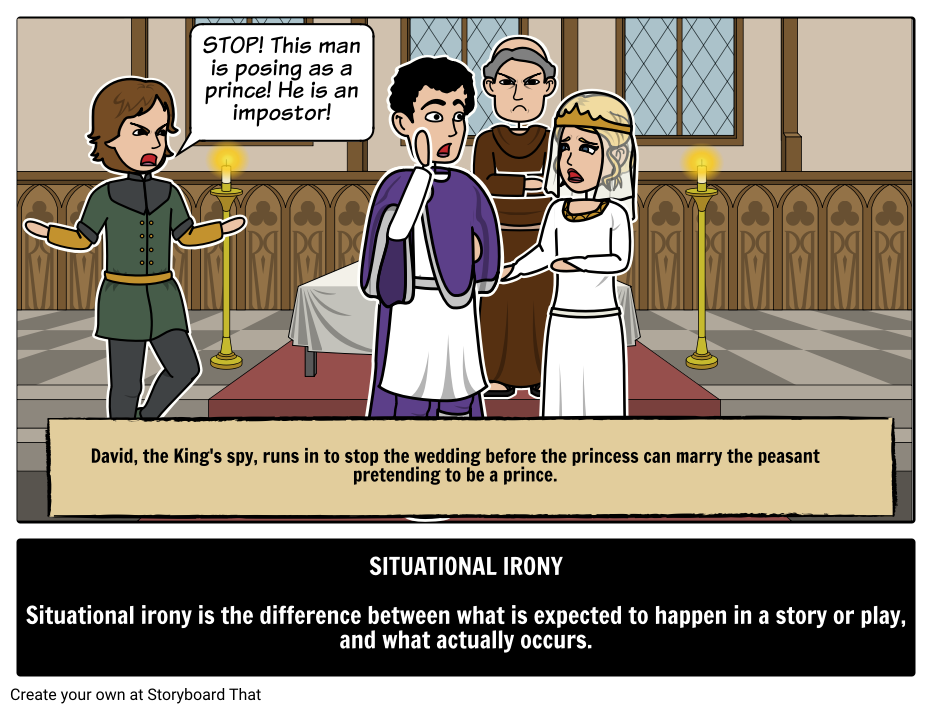 STOP! This man
is posing as a
prince! He is an
impostor!
David, the King's spy, runs in to stop the wedding before the princess can marry the peasant
pretending to be a prince.
SITUATIONAL IRONY
Situational irony is the difference between what is expected to happen in a story or play,
and what actually occurs.
Create your own at Storyboard That